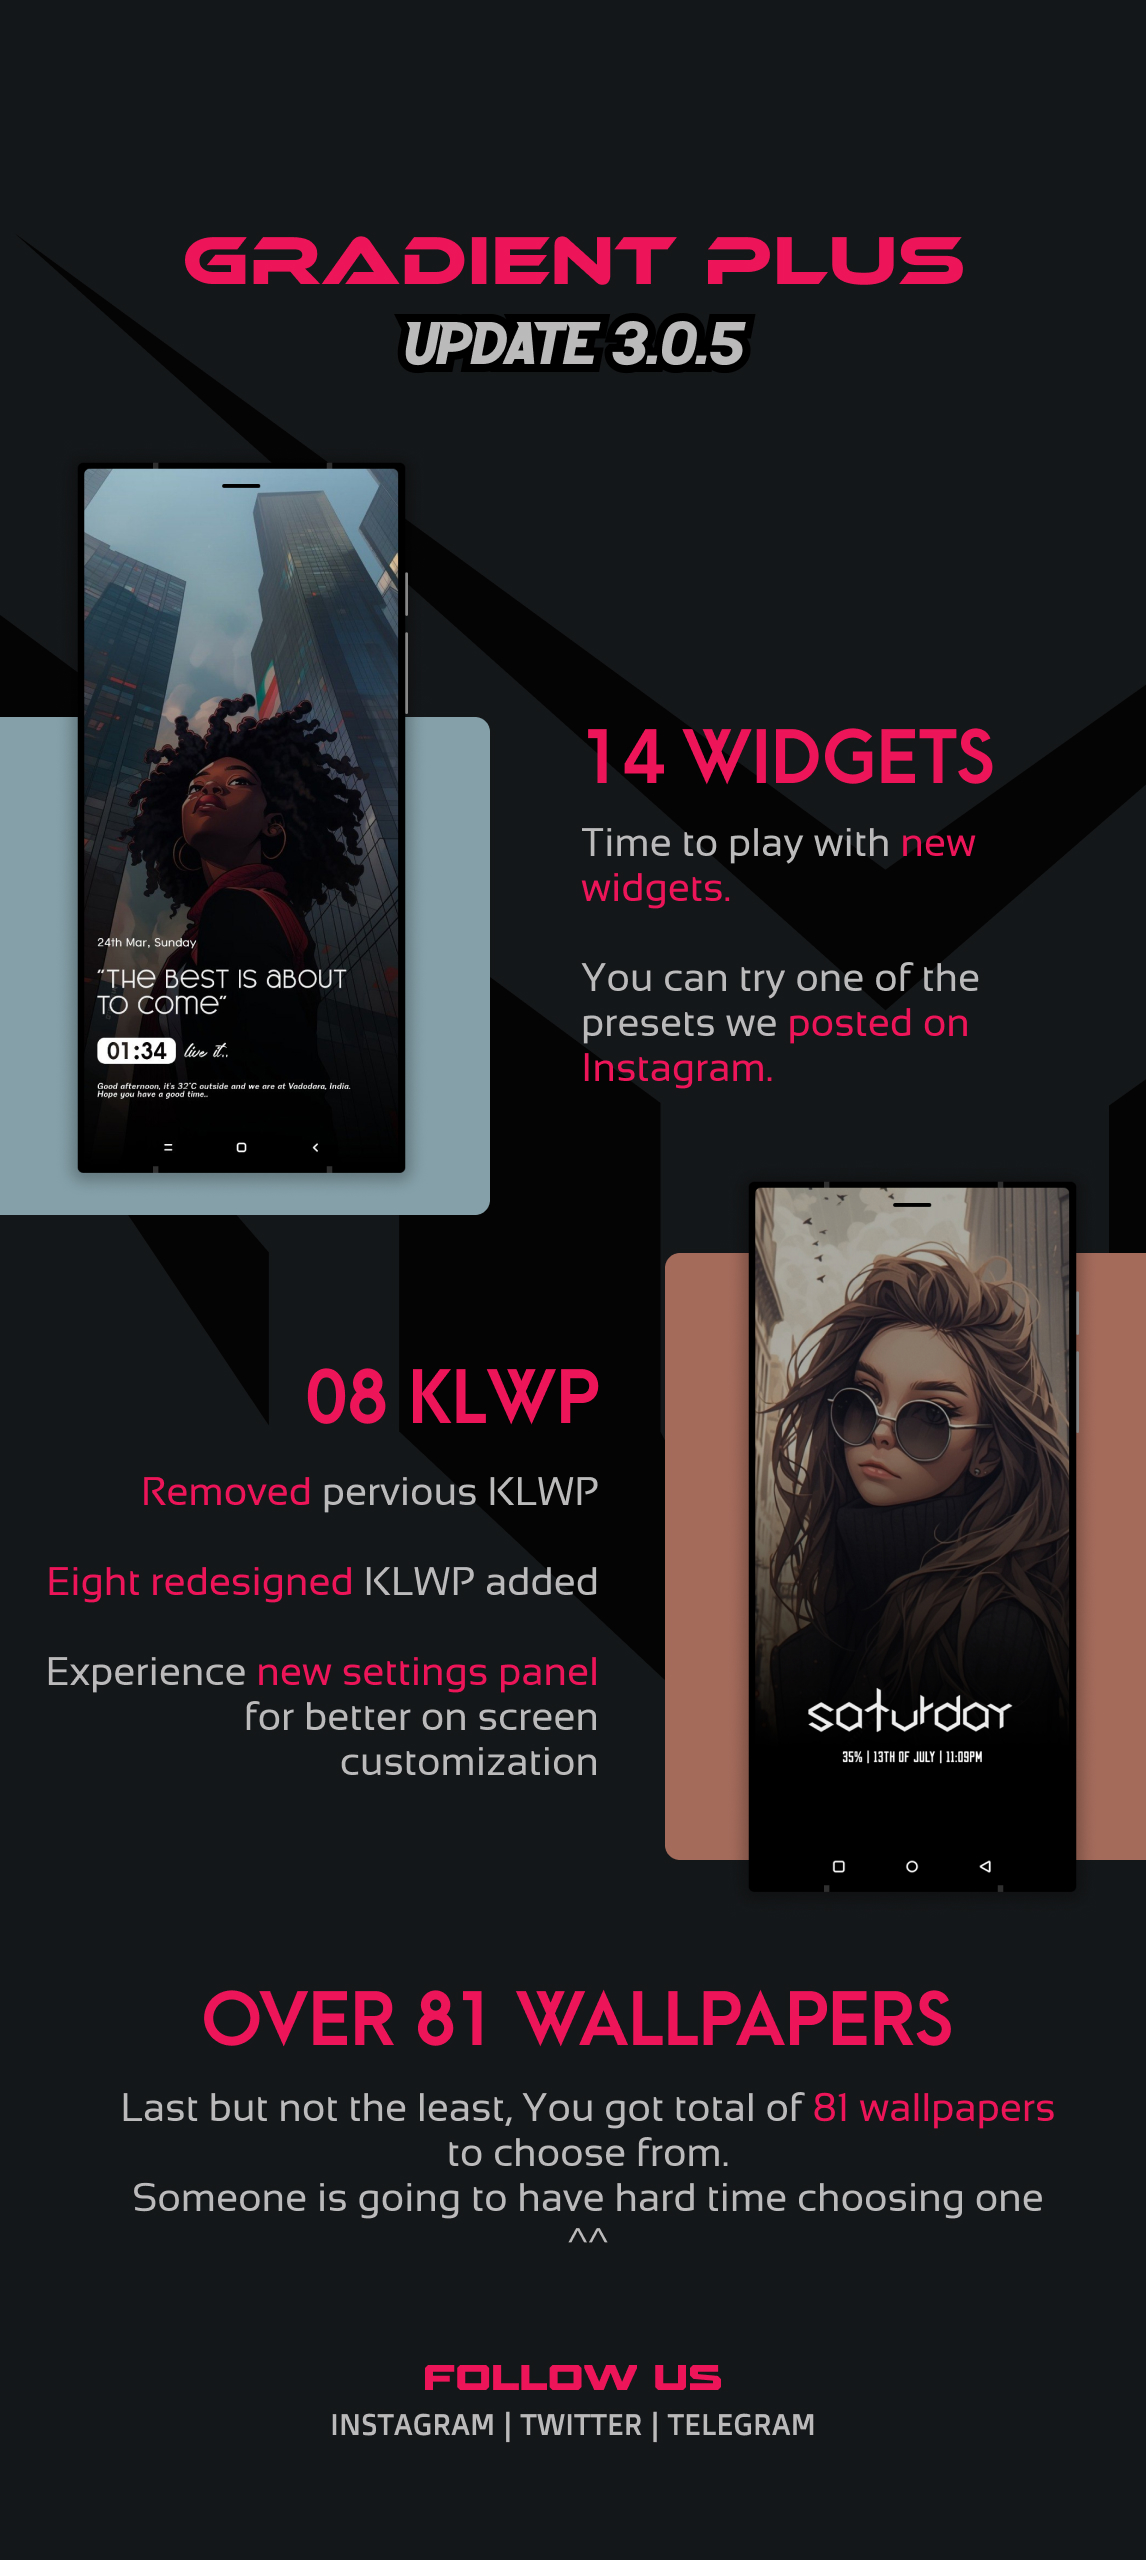 GRADIENT PLUS
UPDATE 3.0.5
24th Mar, Sunday
"THE BEST IS ABOUT
TO COME"
01:34 live it..
Good afternoon, it's 32°C outside and we are at Vadodara, India.
Hope you have a good time..
14 WIDGETS
Time to play with new
widgets.
You can try one of the
presets we posted on
Instagram.
08 KLWP
Removed pervious KLWP
Eight redesigned KLWP added
Experience new settings panel
for better on screen
customization
saturday
35% | 13TH OF JULY | 11:09PM
OVER 81 WALLPAPERS
Last but not the least, You got total of 81 wallpapers
to choose from.
Someone is going to have hard time choosing one
^^
FOLLOW US
INSTAGRAM | TWITTER | TELEGRAM